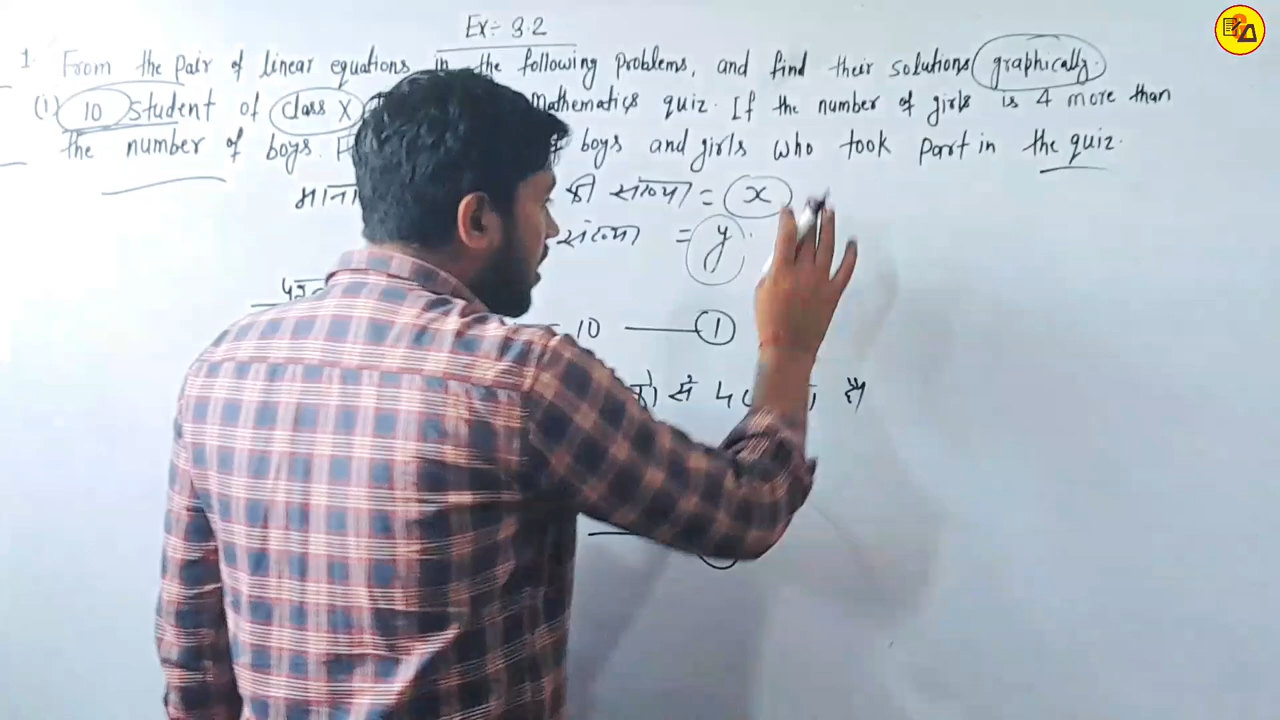 Ex÷ 3.2
1. From the pair of linear equations in the following problems, and find their solutions graphically.
(i) 10 student of class X Mathematics quiz. If the number of girls is 4 more than
the number of boys. boys and girls who took part in the quiz.
माना की संख्या = x
संख्या = y.
10 — 1
से